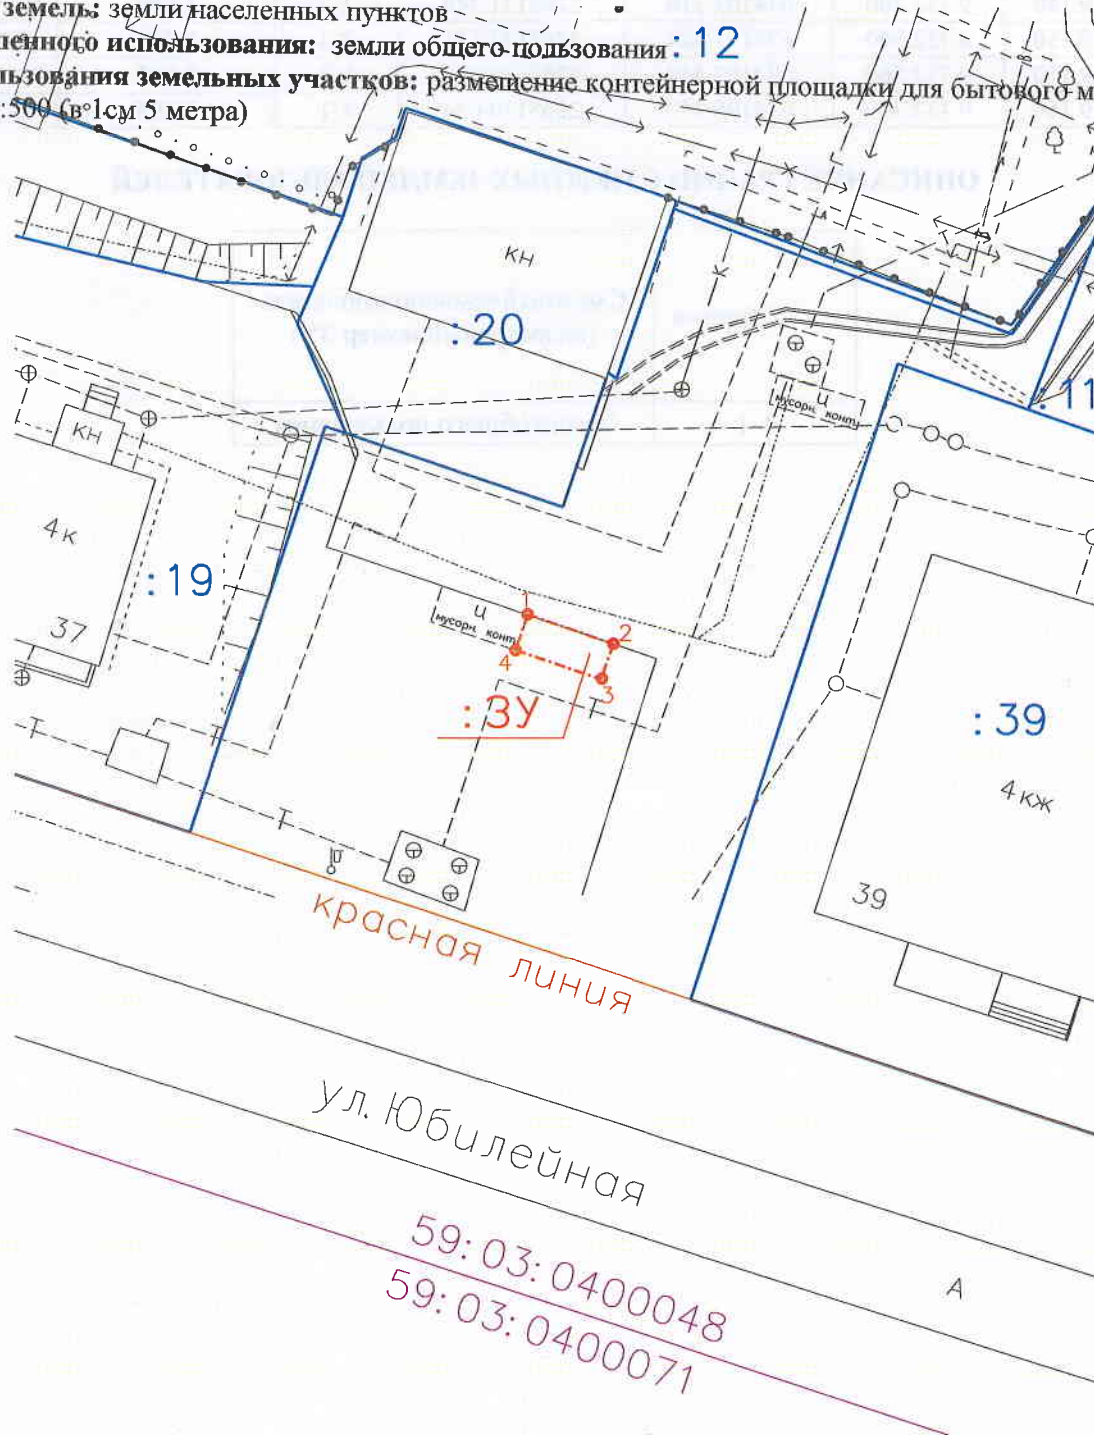 земель: земли населенных пунктов
ленного использования: земли общего пользования
:12
льзования земельных участков: размещение контейнерной площадки для бытового м
:500 (в 1см 5 метра)
КН
:20
Ц
мусорн. конт.
:11
КН
4к
:19
37
1
Ц
мусорн. конт.
2
4
3
:ЗУ
Т
Т
Т
Т
:39
4кж
39
красная линия
ул. Юбилейная
59:03:0400048
А
59:03:0400071